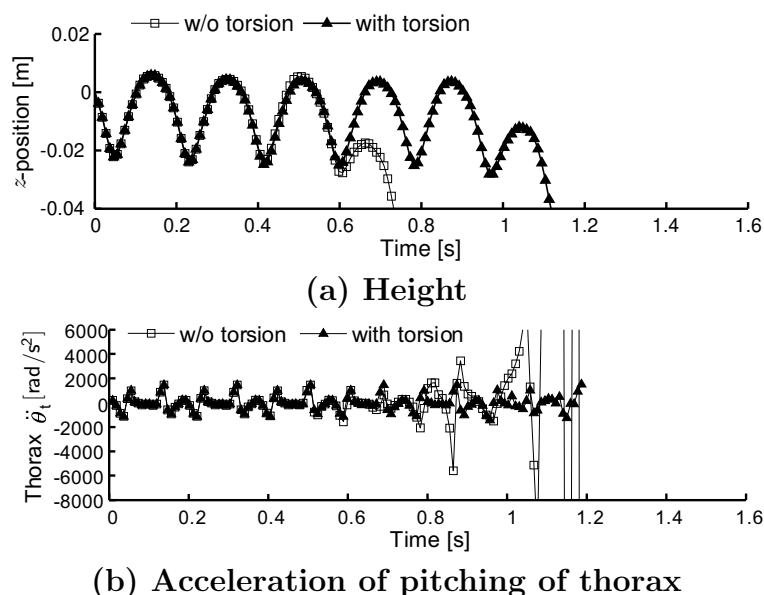 w/o torsion with torsion
0.02
0
-0.02
-0.04
z-position [m]
0 0.2 0.4 0.6 0.8 1 1.2 1.4 1.6
Time [s]
(a) Height
w/o torsion with torsion
6000
4000
2000
0
-2000
-4000
-6000
-8000
Thorax θ̈t [rad/s²]
0 0.2 0.4 0.6 0.8 1 1.2 1.4 1.6
Time [s]
(b) Acceleration of pitching of thorax